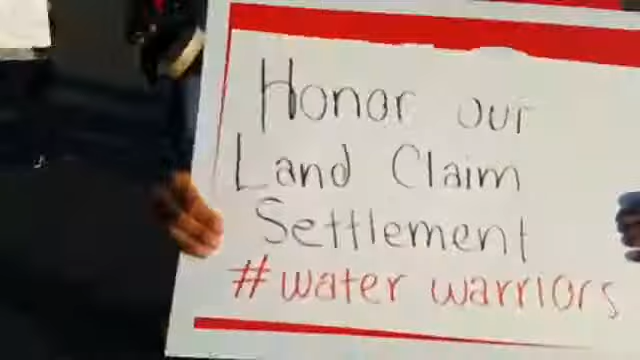 Honor our
Land Claim
Settlement
#water warriors